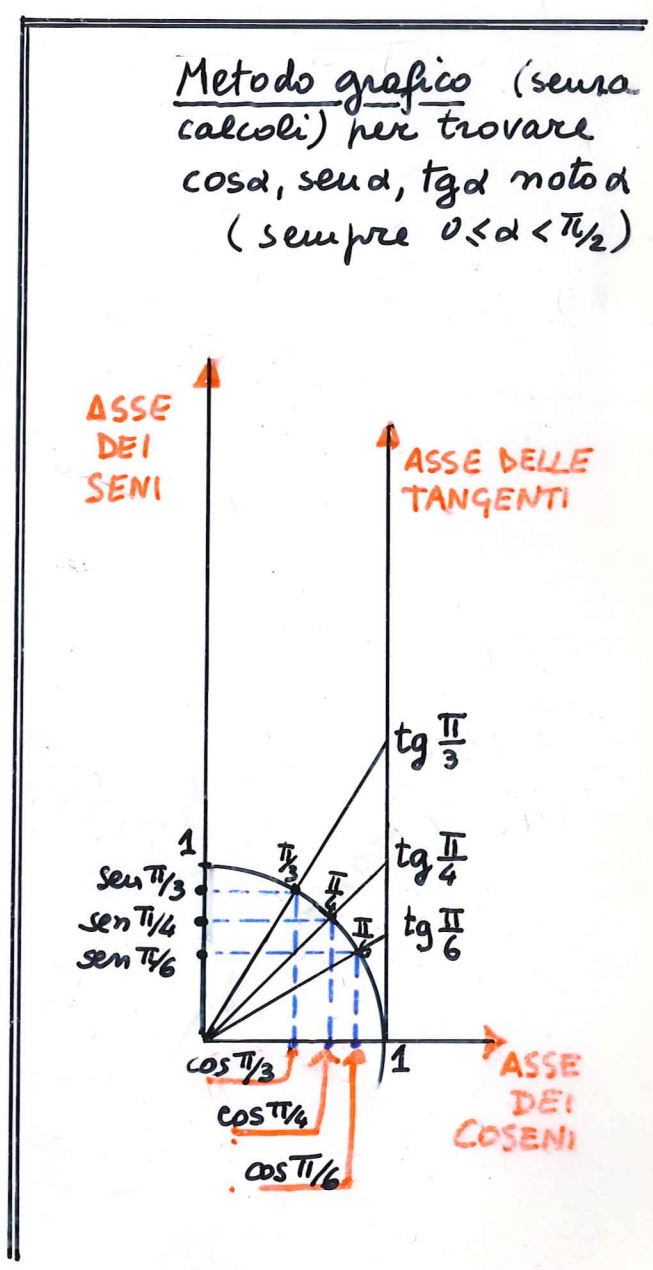 Metodo grafico (senza
calcoli) per trovare
cosα, senα, tgα noto α
(sempre 0≤α<π/2)
ASSE
DEI
SENI
ASSE DELLE
TANGENTI
tg π/3
tg π/4
tg π/6
1
π/3
π/4
π/6
sen π/3
sen π/4
sen π/6
cos π/3
cos π/4
cos π/6
1
ASSE
DEI
COSENI